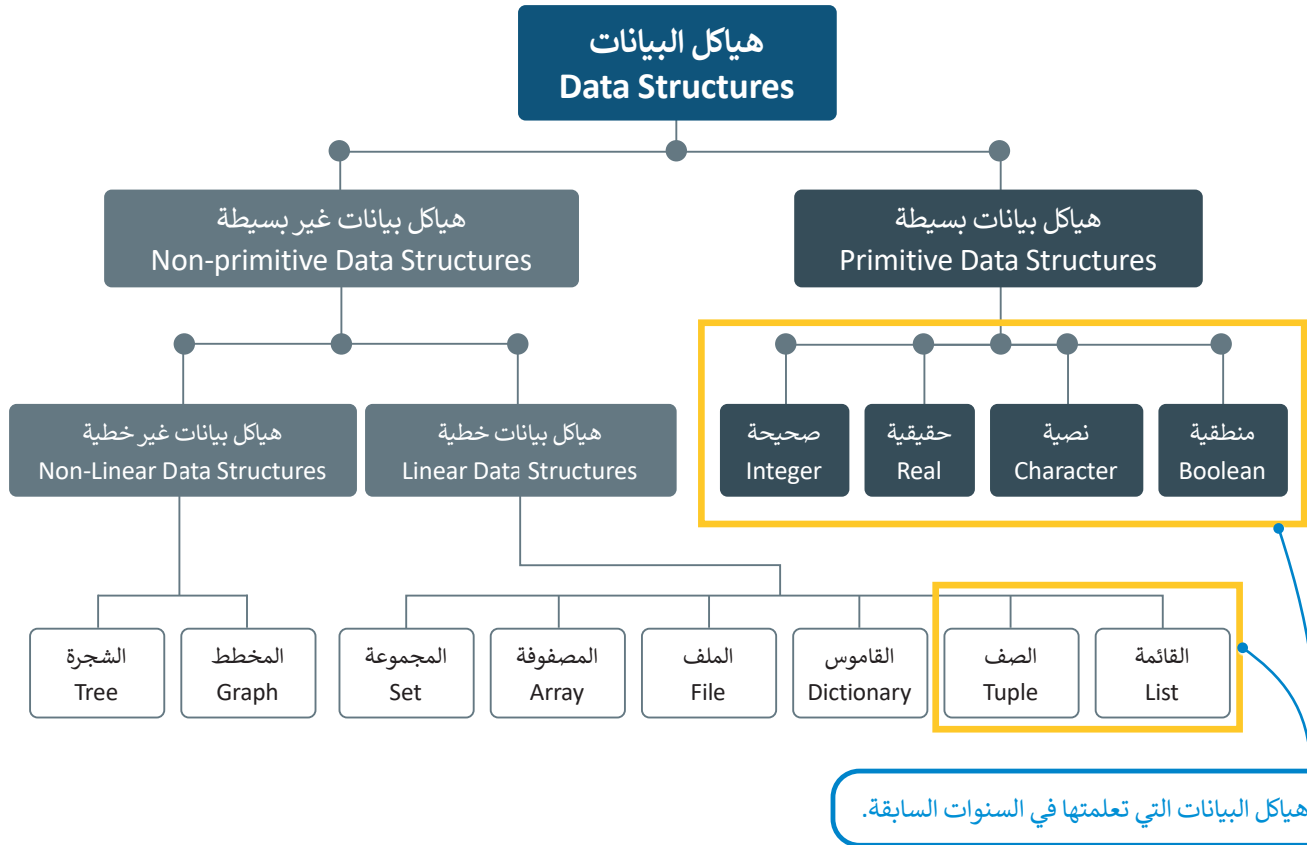 هياكل البيانات
Data Structures
هياكل بيانات بسيطة
Primitive Data Structures
هياكل بيانات غير بسيطة
Non-primitive Data Structures
منطقية
Boolean
نصية
Character
حقيقية
Real
صحيحة
Integer
هياكل بيانات خطية
Linear Data Structures
هياكل بيانات غير خطية
Non-Linear Data Structures
القائمة
List
الصف
Tuple
القاموس
Dictionary
الملف
File
المصفوفة
Array
المجموعة
Set
المخطط
Graph
الشجرة
Tree
هياكل البيانات التي تعلمتها في السنوات السابقة.